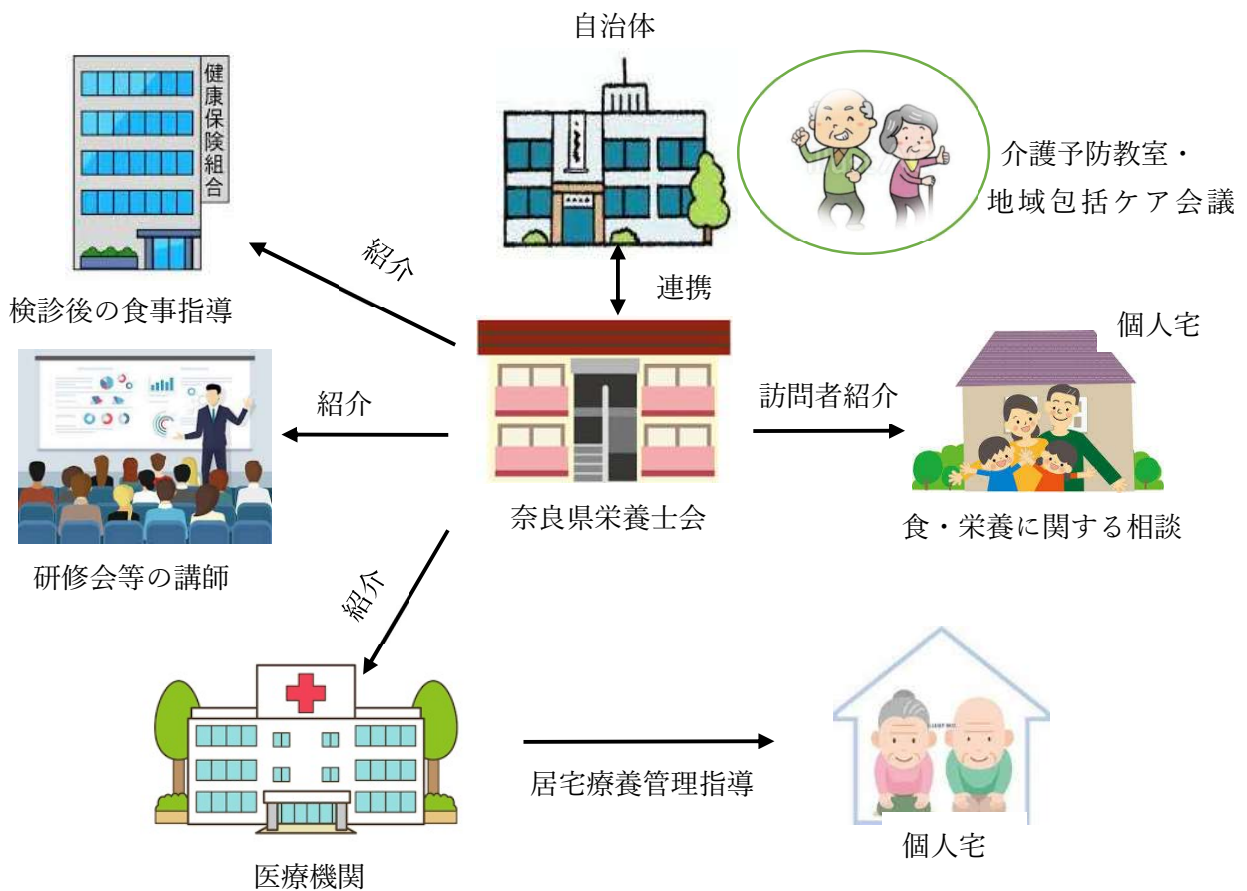 自治体
健康保険組合
介護予防教室・
地域包括ケア会議
紹介
連携
検診後の食事指導
個人宅
紹介
訪問者紹介
奈良県栄養士会
食・栄養に関する相談
研修会等の講師
紹介
居宅療養管理指導
個人宅
医療機関